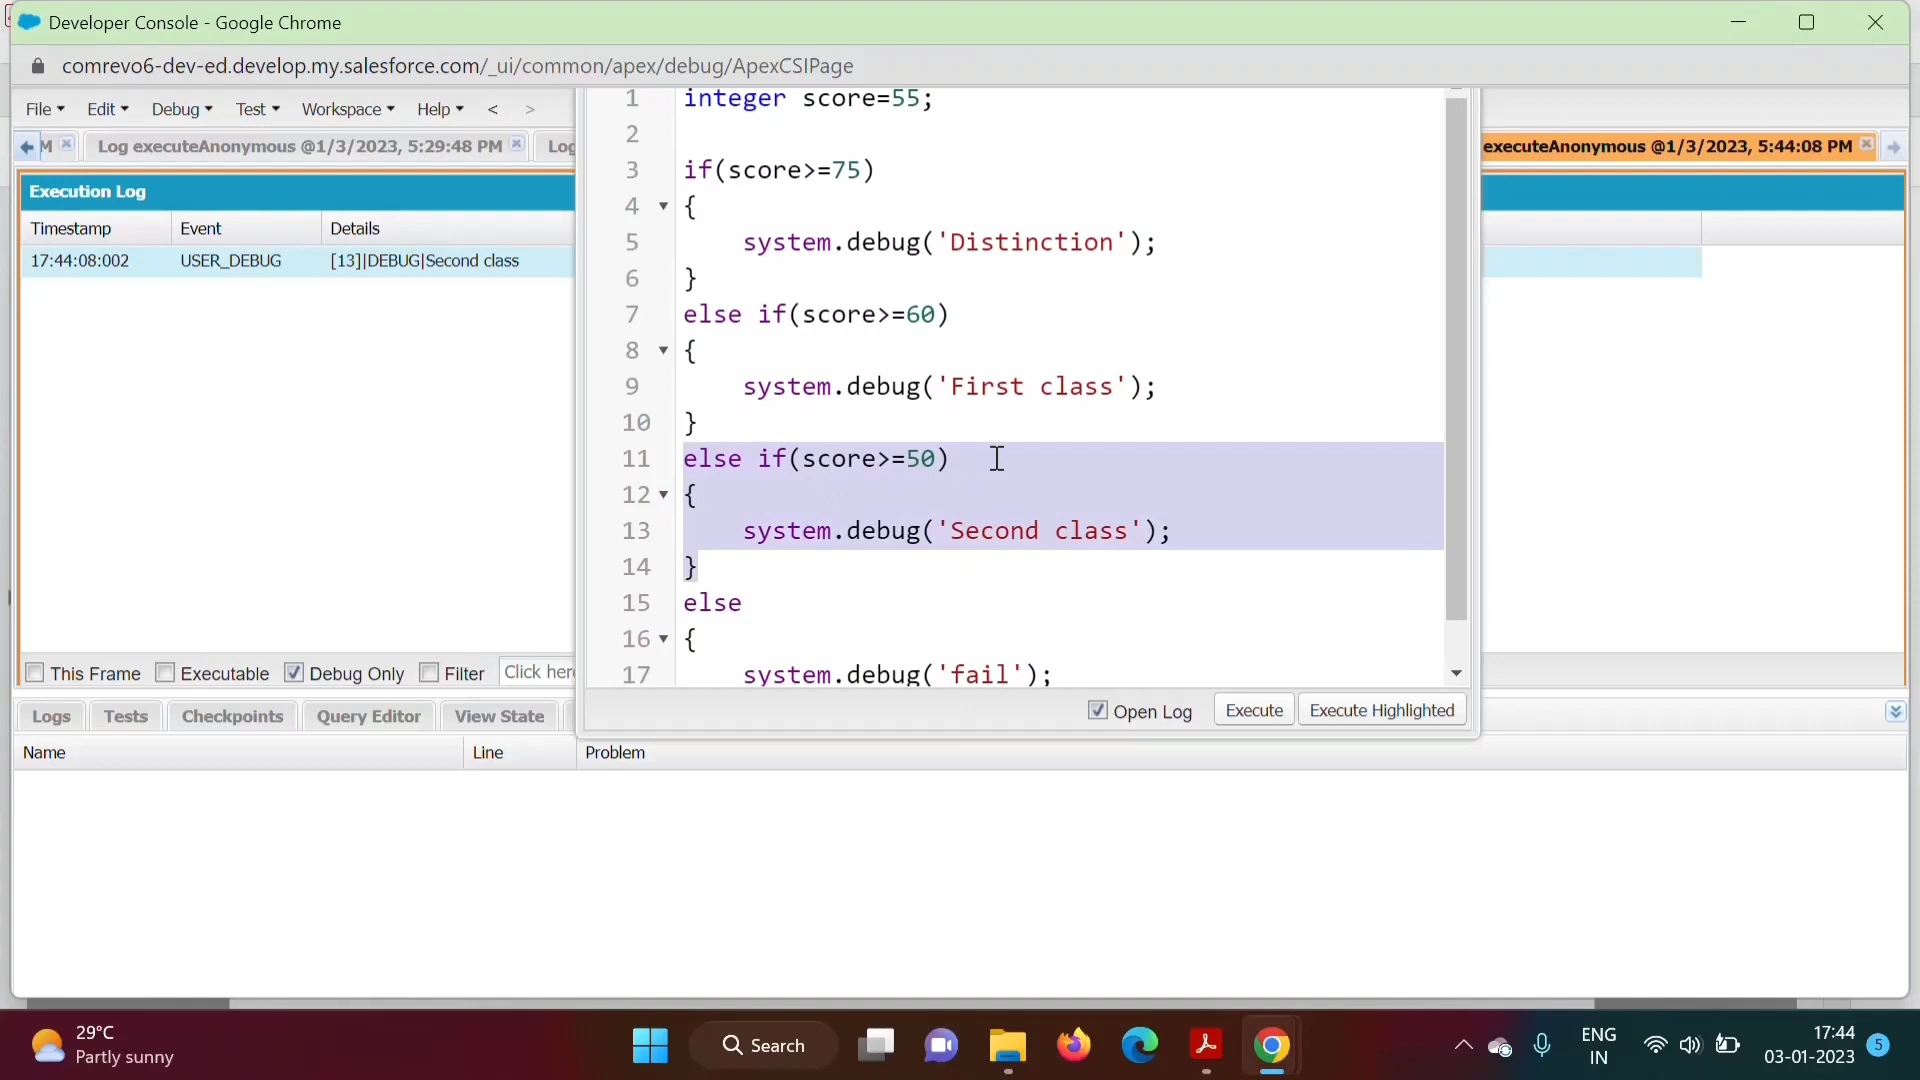 Developer Console - Google Chrome
comrevo6-dev-ed.develop.my.salesforce.com/_ui/common/apex/debug/ApexCSIPage
File Edit Debug Test Workspace Help < >
M Log executeAnonymous @1/3/2023, 5:29:48 PM Log executeAnonymous @1/3/2023, 5:44:08 PM
Execution Log
Timestamp Event Details
17:44:08:002 USER_DEBUG [13]|DEBUG|Second class
1 integer score=55;
2
3 if(score>=75)
4 {
5 system.debug('Distinction');
6 }
7 else if(score>=60)
8 {
9 system.debug('First class');
10 }
11 else if(score>=50)
12 {
13 system.debug('Second class');
14 }
15 else
16 {
17 system.debug('fail');
This Frame Executable Debug Only Filter Click here
Open Log Execute Execute Highlighted
Logs Tests Checkpoints Query Editor View State
Name Line Problem
29°C
Partly sunny
Search
ENG
IN
17:44
03-01-2023
5